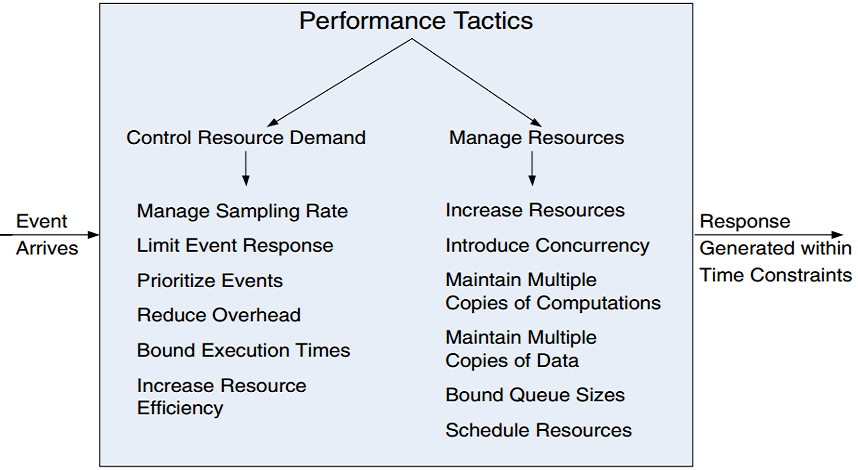 Performance Tactics
Control Resource Demand
Manage Resources
Event
Arrives
Manage Sampling Rate
Limit Event Response
Prioritize Events
Reduce Overhead
Bound Execution Times
Increase Resource
Efficiency
Increase Resources
Introduce Concurrency
Maintain Multiple
Copies of Computations
Maintain Multiple
Copies of Data
Bound Queue Sizes
Schedule Resources
Response
Generated within
Time Constraints